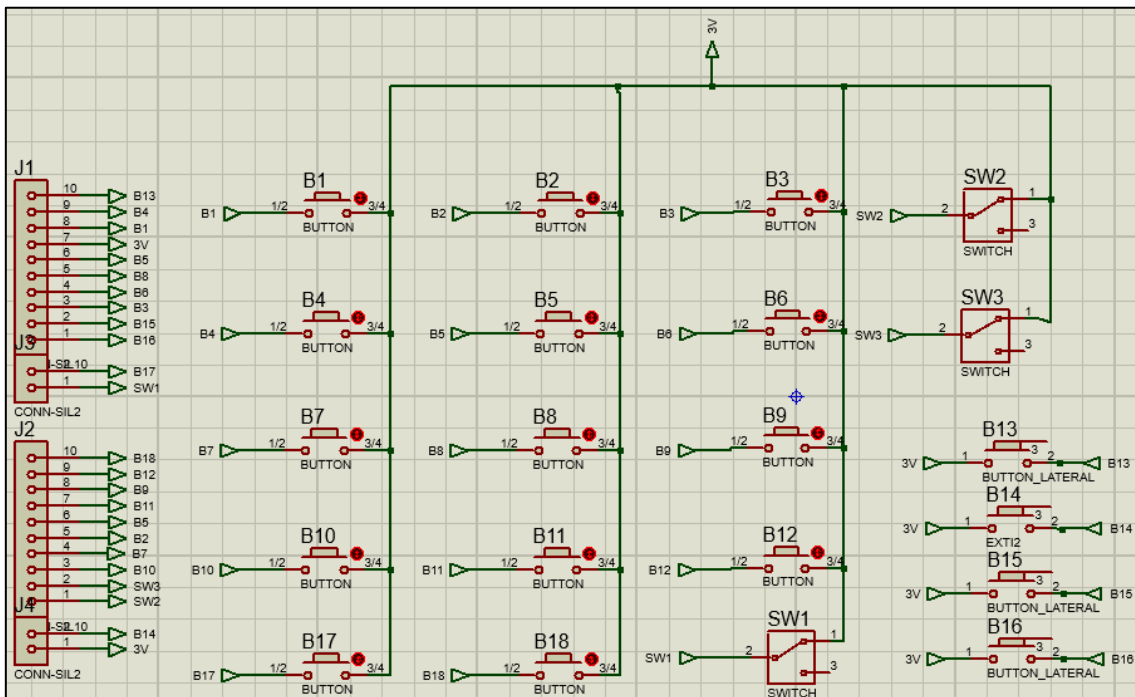 3V
J1
10 B13
9 B4
8 B1
7 3V
6 B5
5 B8
4 B6
3 B3
2 B15
1 B16
J3
B17
1 SW1
CONN-SIL2
J2
10 B18
9 B12
8 B9
7 B11
6 B5
5 B2
4 B7
3 B10
2 SW3
1 SW2
J4
B14
1 3V
CONN-SIL2
B1
B1 1/2 3/4
BUTTON
B2
B2 1/2 3/4
BUTTON
B3
B3 1/2 3/4
BUTTON
SW2
SW2 2 1
3
SWITCH
B4
B4 1/2 3/4
BUTTON
B5
B5 1/2 3/4
BUTTON
B6
B6 1/2 3/4
BUTTON
SW3
SW3 2 1
3
SWITCH
B7
B7 1/2 3/4
BUTTON
B8
B8 1/2 3/4
BUTTON
B9
B9 1/2 3/4
BUTTON
B10
B10 1/2 3/4
BUTTON
B11
B11 1/2 3/4
BUTTON
B12
B12 1/2 3/4
BUTTON
B17
B17 1/2 3/4
BUTTON
B18
B18 1/2 3/4
BUTTON
SW1
SW1 2 1
3
SWITCH
B13
3V 1 3 2 B13
BUTTON_LATERAL
B14
3V 1 3 2 B14
EXTI2
B15
3V 1 3 2 B15
BUTTON_LATERAL
B16
3V 1 3 2 B16
BUTTON_LATERAL